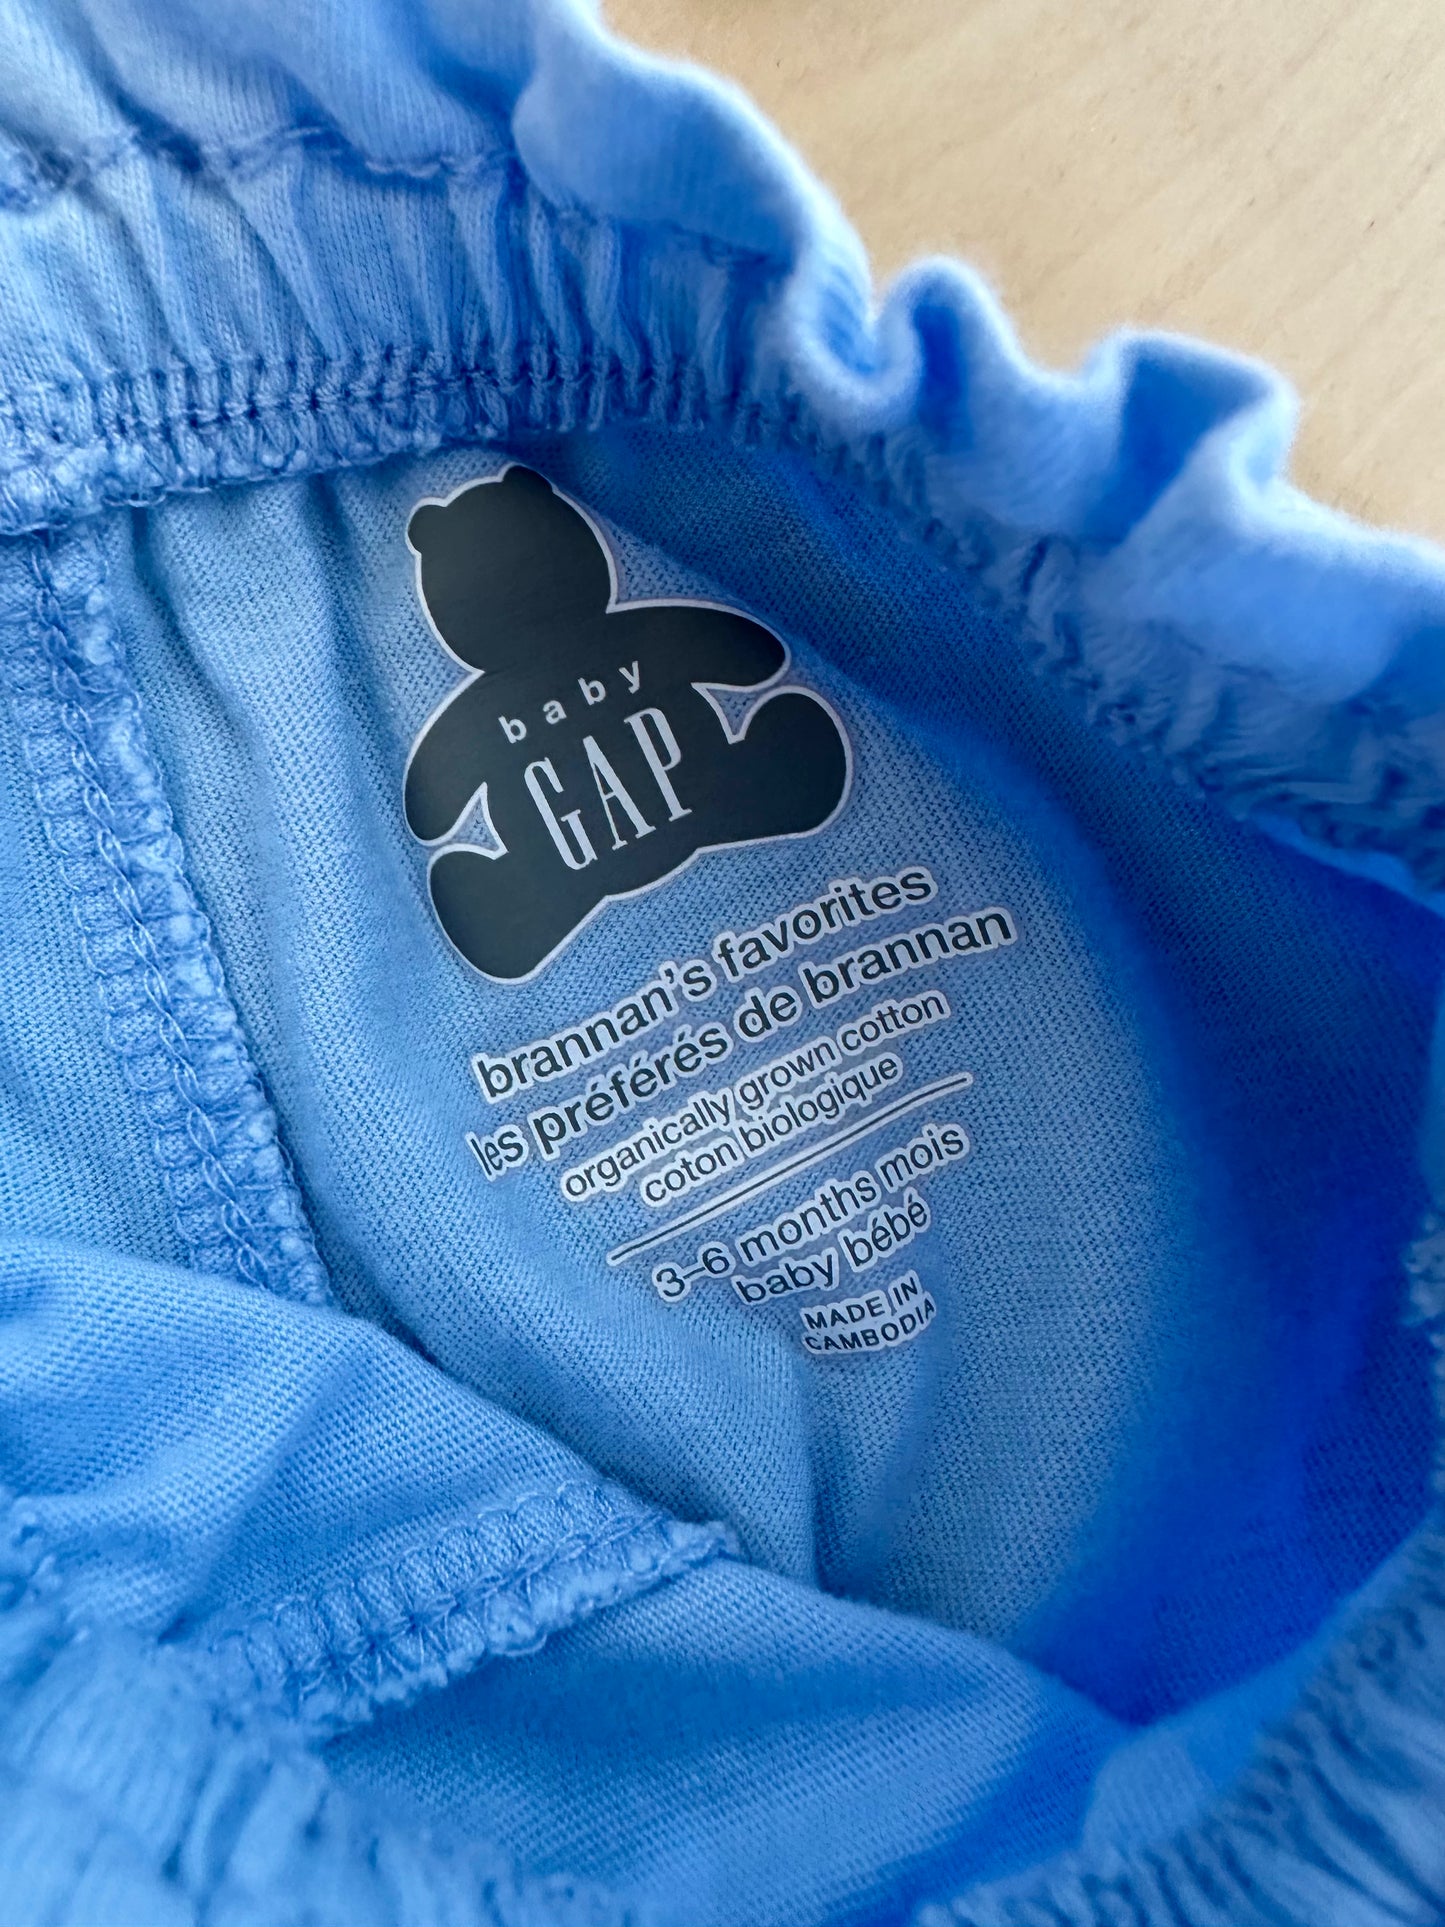 baby
GAP
brannan's favorites
les préférés de brannan
organically grown cotton
coton biologique
3–6 months mois
baby bébé
MADE IN
CAMBODIA